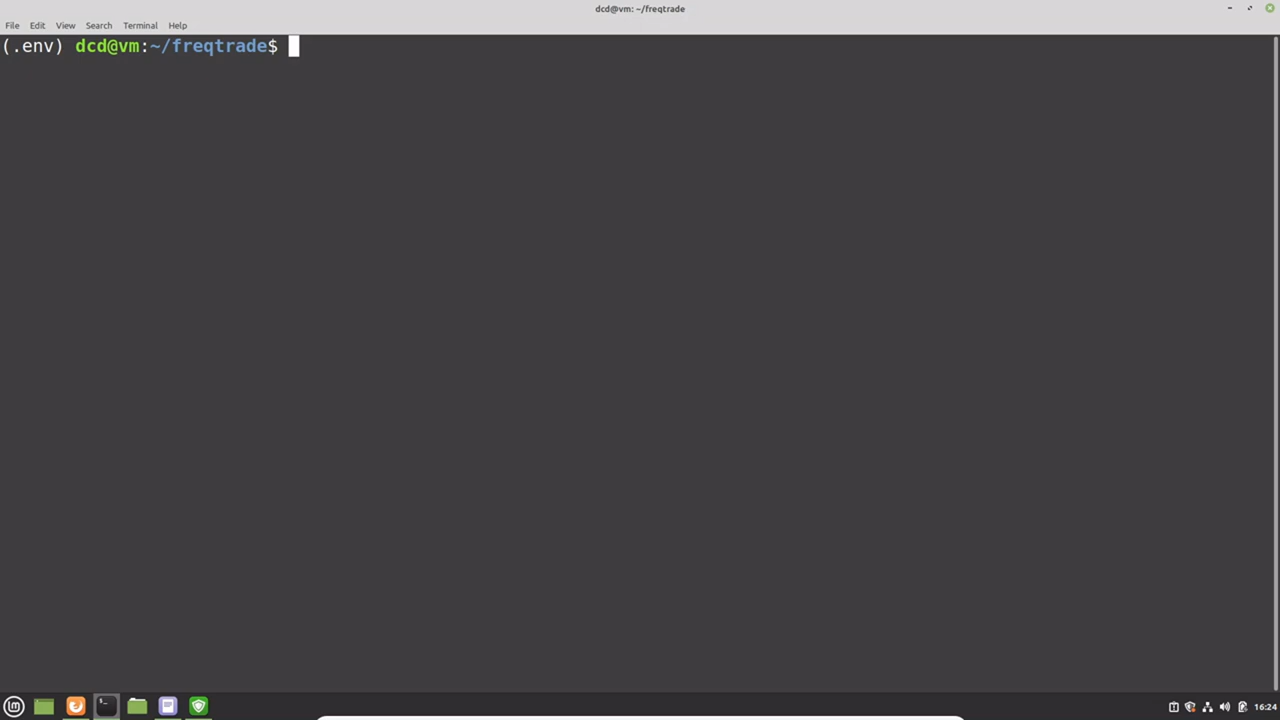 dcd@vm: ~/freqtrade
File Edit View Search Terminal Help
(.env) dcd@vm:~/freqtrade$
16:24